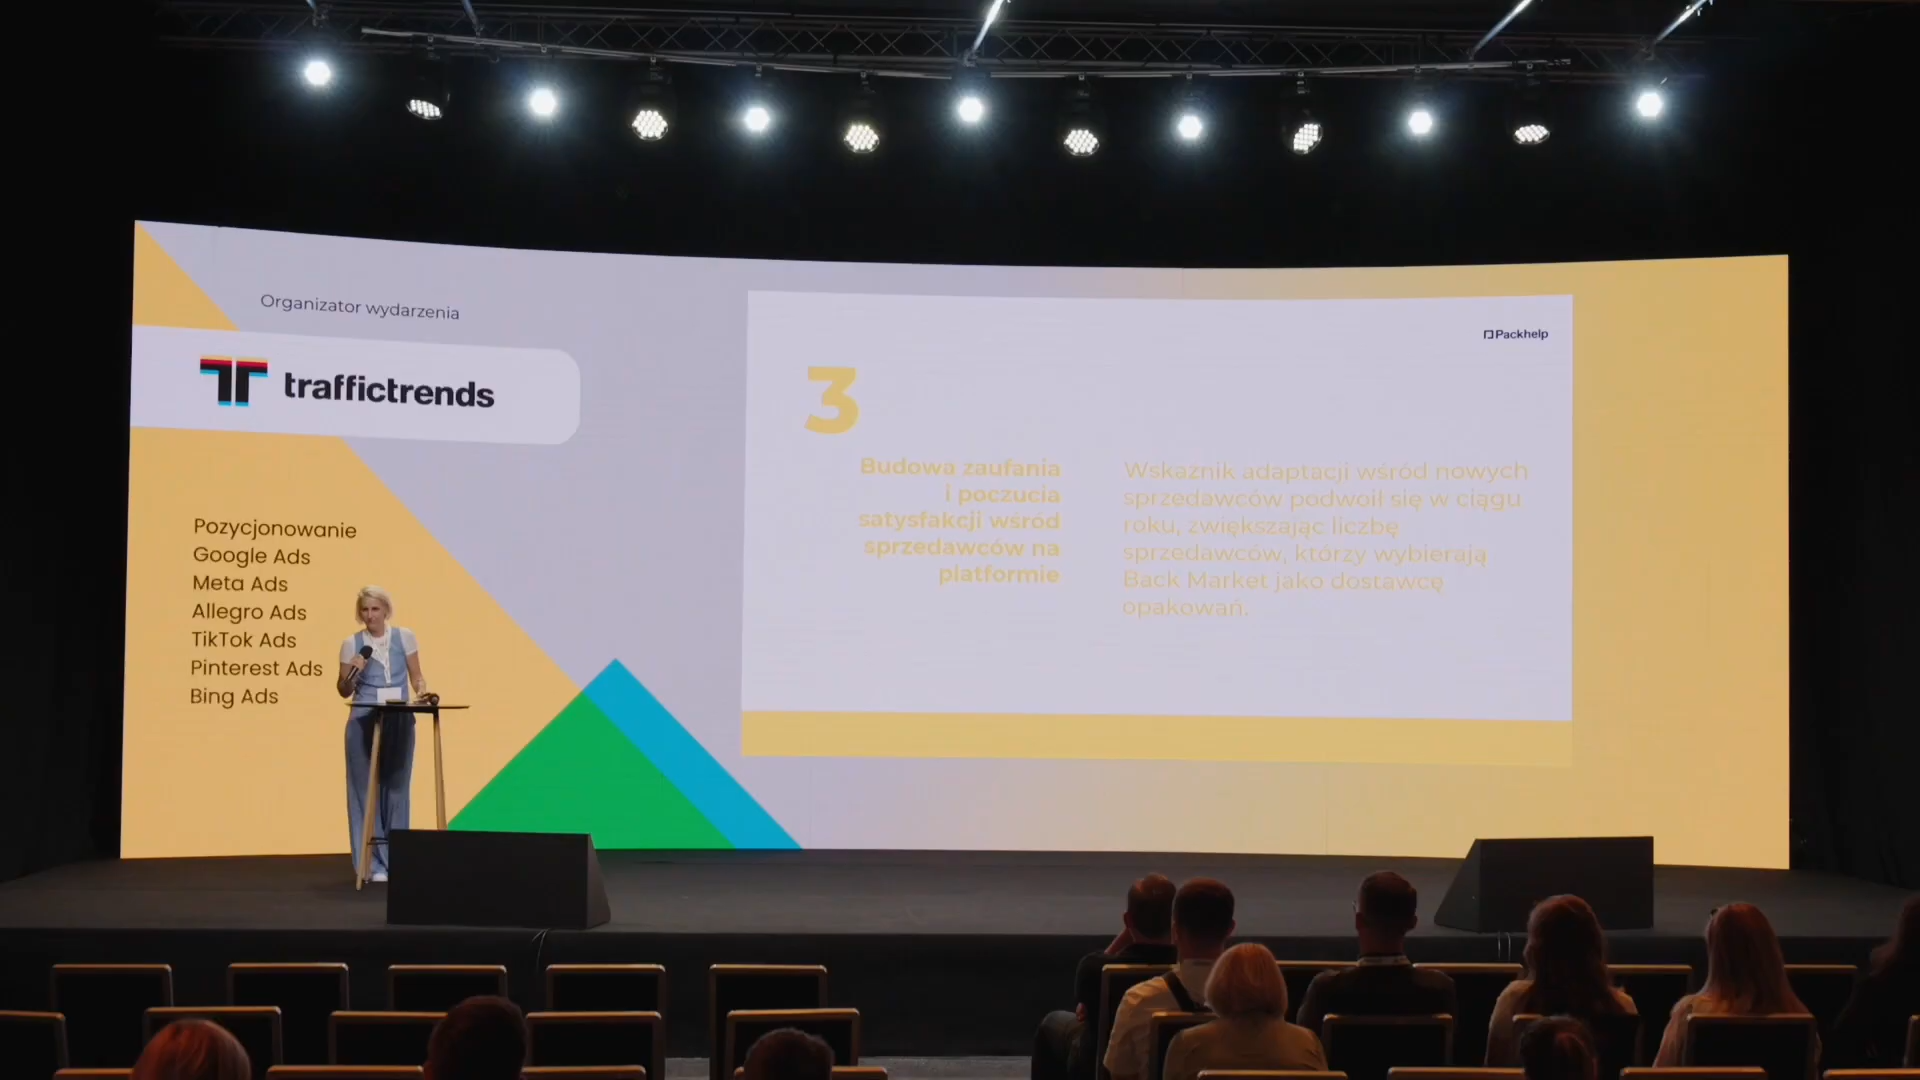 Organizator wydarzenia
traffictrends
Pozycjonowanie
Google Ads
Meta Ads
Allegro Ads
TikTok Ads
Pinterest Ads
Bing Ads
Packhelp
3
Budowa zaufania
i poczucia
satysfakcji wśród
sprzedawców na
platformie
Wskaznik adaptacji wśród nowych
sprzedawców podwoił się w ciągu
roku, zwiększając liczbę
sprzedawców, którzy wybierają
Back Market jako dostawcę
opakowań.